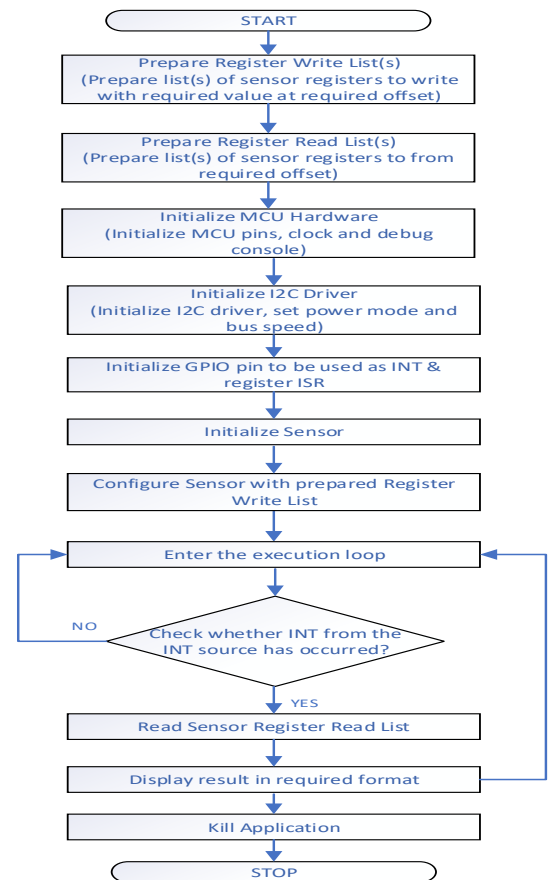 START
Prepare Register Write List(s)
(Prepare list(s) of sensor registers to write
with required value at required offset)
Prepare Register Read List(s)
(Prepare list(s) of sensor registers to from
required offset)
Initialize MCU Hardware
(Initialize MCU pins, clock and debug
console)
Initialize I2C Driver
(Initialize I2C driver, set power mode and
bus speed)
Initialize GPIO pin to be used as INT &
register ISR
Initialize Sensor
Configure Sensor with prepared Register
Write List
Enter the execution loop
NO
Check whether INT from the
INT source has occurred?
YES
Read Sensor Register Read List
Display result in required format
Kill Application
STOP